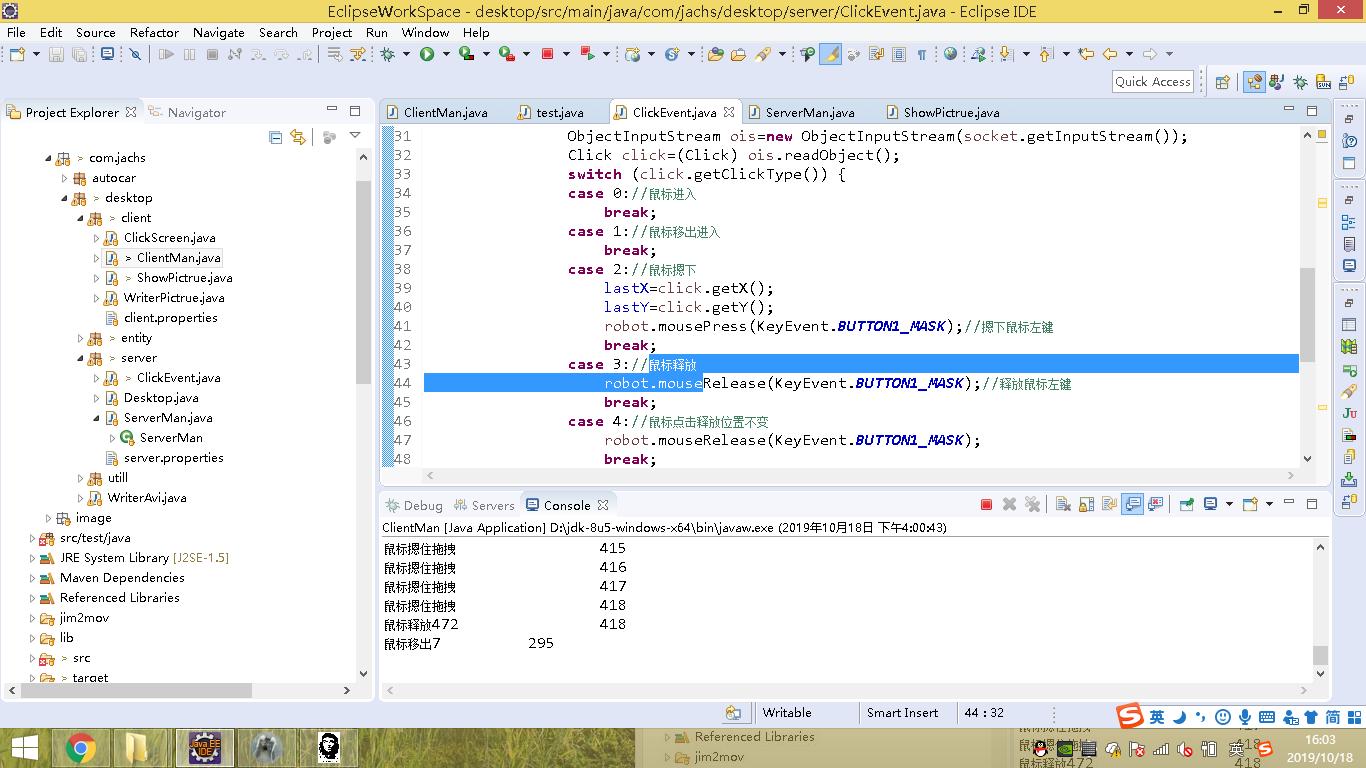 EclipseWorkSpace - desktop/src/main/java/com/jachs/desktop/server/ClickEvent.java - Eclipse IDE
File Edit Source Refactor Navigate Search Project Run Window Help
Quick Access
Project Explorer Navigator
> com.jachs
autocar
> desktop
> client
ClickScreen.java
> ClientMan.java
> ShowPictrue.java
WriterPictrue.java
client.properties
> entity
> server
> ClickEvent.java
Desktop.java
ServerMan.java
ServerMan
server.properties
utill
WriterAvi.java
image
src/test/java
JRE System Library [J2SE-1.5]
Maven Dependencies
Referenced Libraries
jim2mov
lib
> src
> target
ClientMan.java test.java ClickEvent.java ServerMan.java ShowPictrue.java
31 ObjectInputStream ois=new ObjectInputStream(socket.getInputStream());
32 Click click=(Click) ois.readObject();
33 switch (click.getClickType()) {
34 case 0://鼠标进入
35 break;
36 case 1://鼠标移出进入
37 break;
38 case 2://鼠标摁下
39 lastX=click.getX();
40 lastY=click.getY();
41 robot.mousePress(KeyEvent.BUTTON1_MASK);//摁下鼠标左键
42 break;
43 case 3://鼠标释放
44 robot.mouseRelease(KeyEvent.BUTTON1_MASK);//释放鼠标左键
45 break;
46 case 4://鼠标点击释放位置不变
47 robot.mouseRelease(KeyEvent.BUTTON1_MASK);
48 break;
Debug Servers Console
ClientMan [Java Application] D:\jdk-8u5-windows-x64\bin\javaw.exe (2019年10月18日 下午4:00:43)
鼠标摁住拖拽 415
鼠标摁住拖拽 416
鼠标摁住拖拽 417
鼠标摁住拖拽 418
鼠标释放472 418
鼠标移出7 295
Writable Smart Insert 44 : 32
英 简
Java EE IDE
Referenced Libraries
jim2mov
鼠标释放472 418
英
16:03
2019/10/18